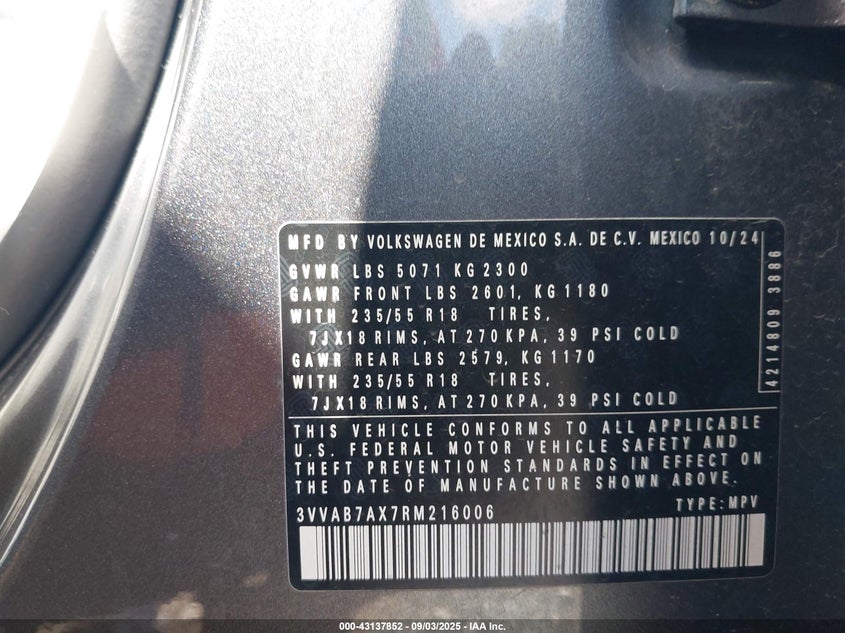 MFD BY VOLKSWAGEN DE MEXICO S.A. DE C.V. MEXICO 10/24
GVWR LBS 5071 KG 2300
GAWR FRONT LBS 2601, KG 1180
WITH 235/55 R18 TIRES,
7JX18 RIMS, AT 270 KPA, 39 PSI COLD
GAWR REAR LBS 2579, KG 1170
WITH 235/55 R18 TIRES,
7JX18 RIMS, AT 270 KPA, 39 PSI COLD
4214809 3886
THIS VEHICLE CONFORMS TO ALL APPLICABLE
U.S. FEDERAL MOTOR VEHICLE SAFETY AND
THEFT PREVENTION STANDARDS IN EFFECT ON
THE DATE OF MANUFACTURE SHOWN ABOVE.
3VVAB7AX7RM216006 TYPE: MPV
000-43137852 - 09/03/2025 - IAA Inc.